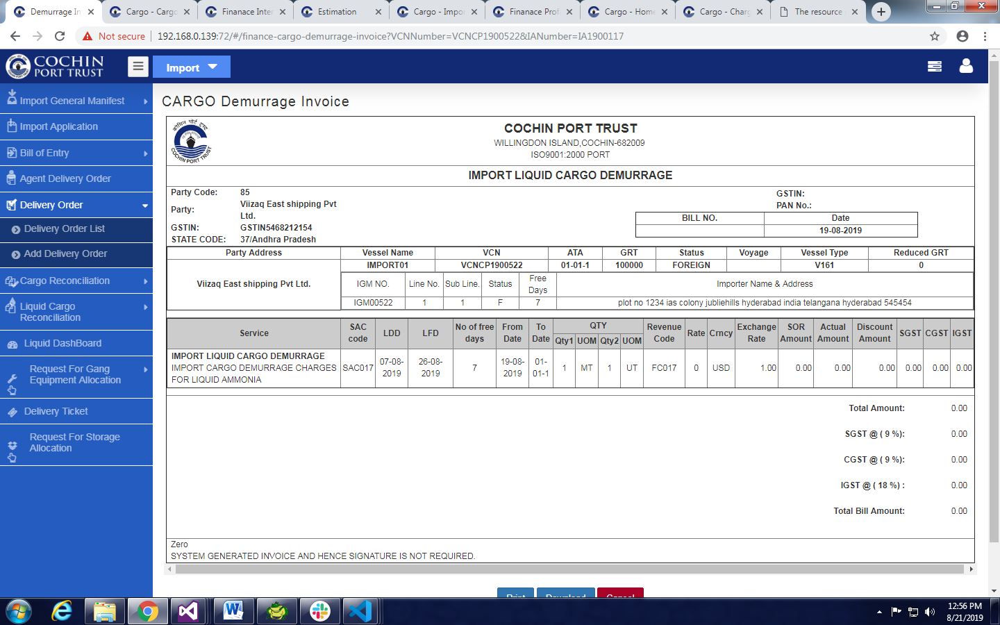 Demurrage In
Cargo - Cargo
Finanace Inter
Estimation
Cargo - Impor
Finanace Prof
Cargo - Home
Cargo - Charg
The resource
Not secure
192.168.0.139:72/#/finance-cargo-demurrage-invoice?VCNNumber=VCNCP1900522&IANumber=IA1900117
COCHIN
PORT TRUST
Import
Import General Manifest
Import Application
Bill of Entry
Agent Delivery Order
Delivery Order
Delivery Order List
Add Delivery Order
Cargo Reconciliation
Liquid Cargo
Reconciliation
Liquid DashBoard
Request For Gang
Equipment Allocation
Delivery Ticket
Request For Storage
Allocation
CARGO Demurrage Invoice
कोचिन पोर्ट ट्रस्ट
COCHIN PORT TRUST
COCHIN PORT TRUST
WILLINGDON ISLAND,COCHIN-682009
ISO9001:2000 PORT
IMPORT LIQUID CARGO DEMURRAGE
Party Code: 85
Party: Viizaq East shipping Pvt
Ltd.
GSTIN: GSTIN5468212154
STATE CODE: 37/Andhra Pradesh
GSTIN:
PAN No.:
BILL NO. Date
19-08-2019
Party Address Vessel Name VCN ATA GRT Status Voyage Vessel Type Reduced GRT
IMPORT01 VCNCP1900522 01-01-1 100000 FOREIGN V161 0
Viizaq East shipping Pvt Ltd.
IGM NO. Line No. Sub Line. Status Free Days Importer Name & Address
IGM00522 1 1 F 7 plot no 1234 ias colony jubliehills hyderabad india telangana hyderabad 545454
Service SAC code LDD LFD No of free days From Date To Date QTY Revenue Code Rate Crncy Exchange Rate SOR Amount Actual Amount Discount Amount SGST CGST IGST
Qty1 UOM Qty2 UOM
IMPORT LIQUID CARGO DEMURRAGE
IMPORT CARGO DEMURRAGE CHARGES
FOR LIQUID AMMONIA
SAC017 07-08-2019 26-08-2019 7 19-08-2019 01-01-1 1 MT 1 UT FC017 0 USD 1.00 0.00 0.00 0.00 0.00 0.00 0.00
Total Amount: 0.00
SGST @ ( 9 %): 0.00
CGST @ ( 9 %): 0.00
IGST @ ( 18 %) : 0.00
Total Bill Amount: 0.00
Zero
SYSTEM GENERATED INVOICE AND HENCE SIGNATURE IS NOT REQUIRED.
Print
Download
Cancel
12:56 PM
8/21/2019